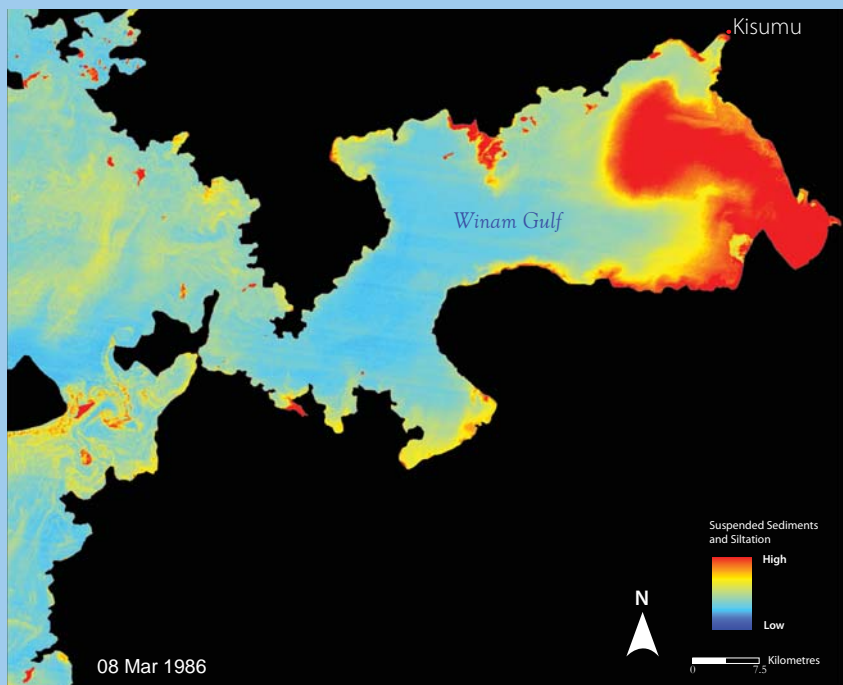 Kisumu
Winam Gulf
Suspended Sediments
and Siltation
High
Low
N
Kilometres
0 7.5
08 Mar 1986